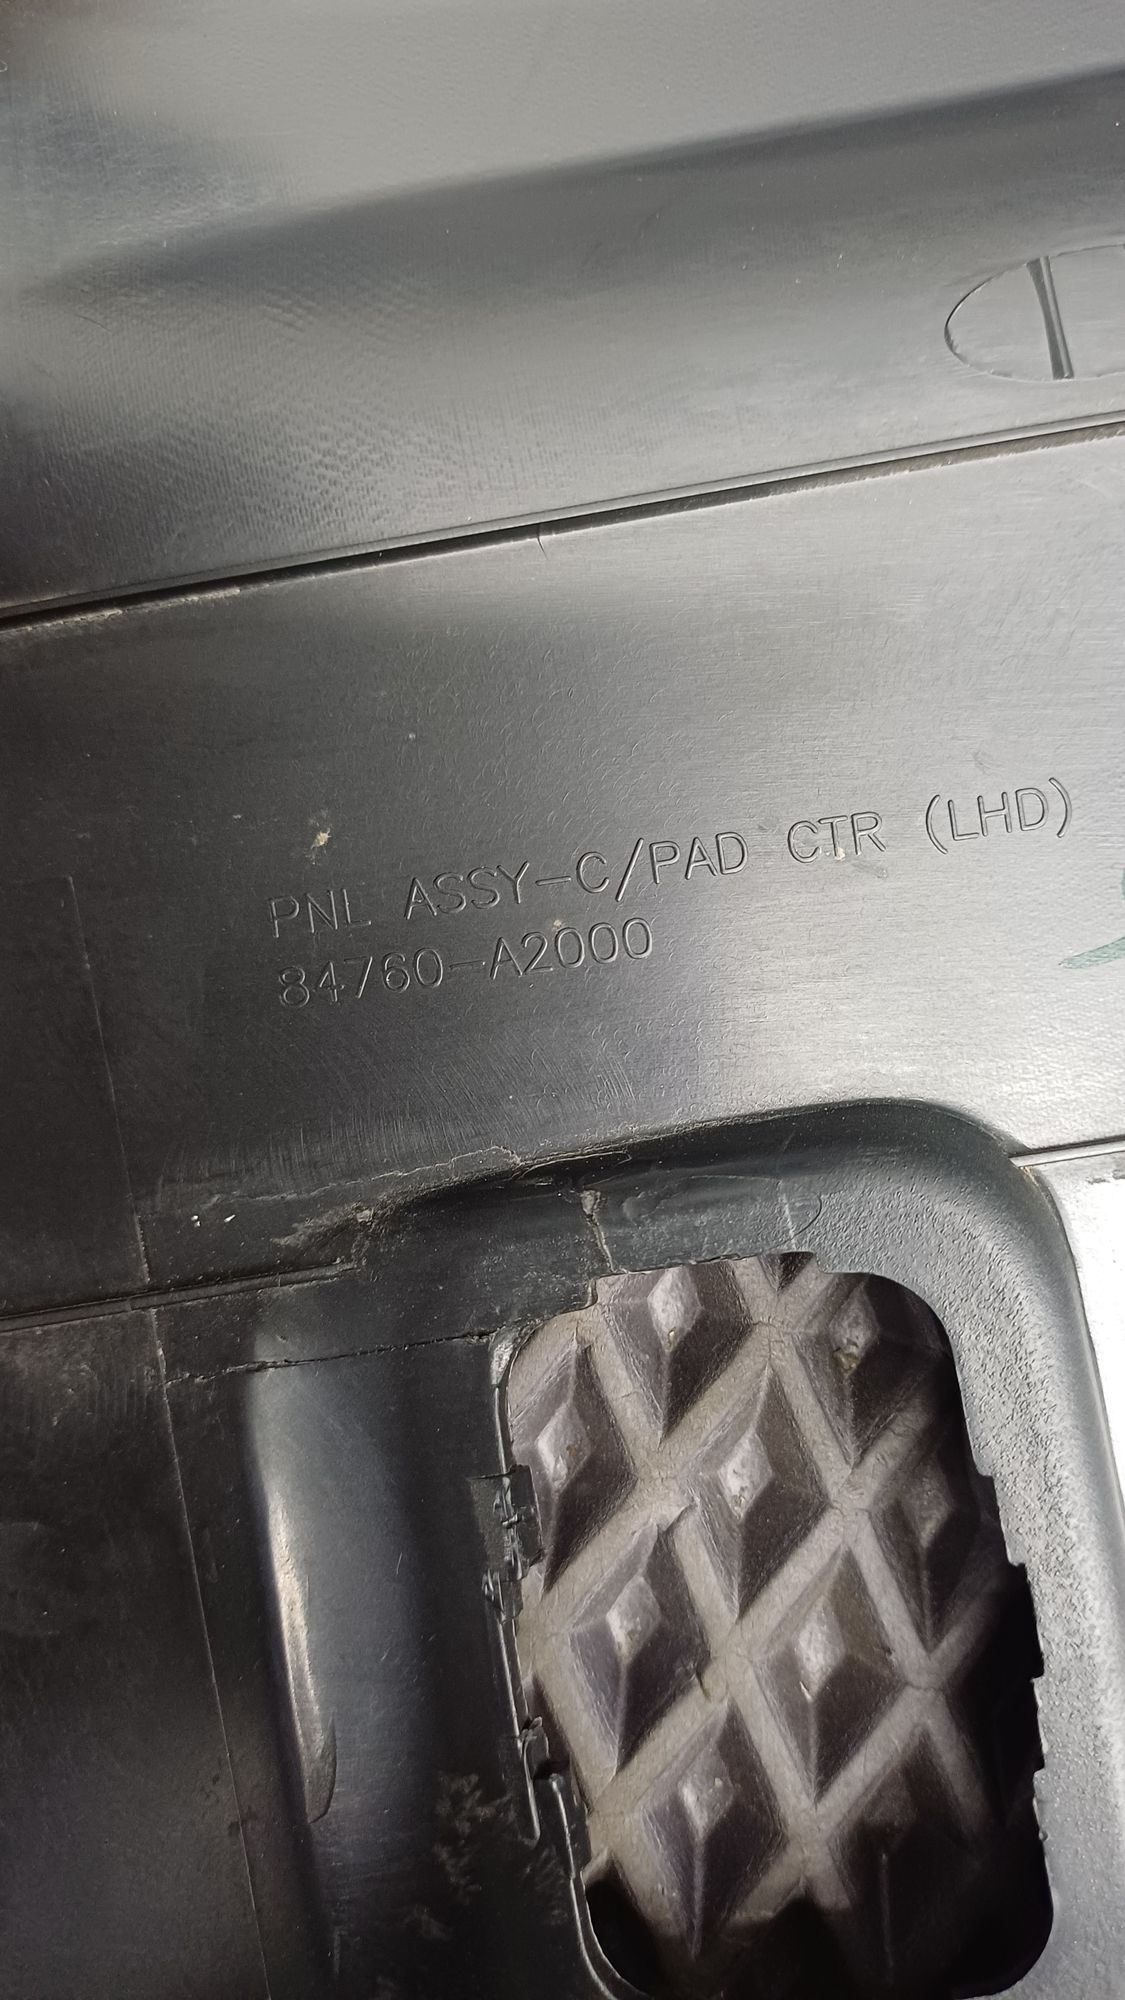 PNL ASSY-C/PAD CTR (LHD)
84760-A2000